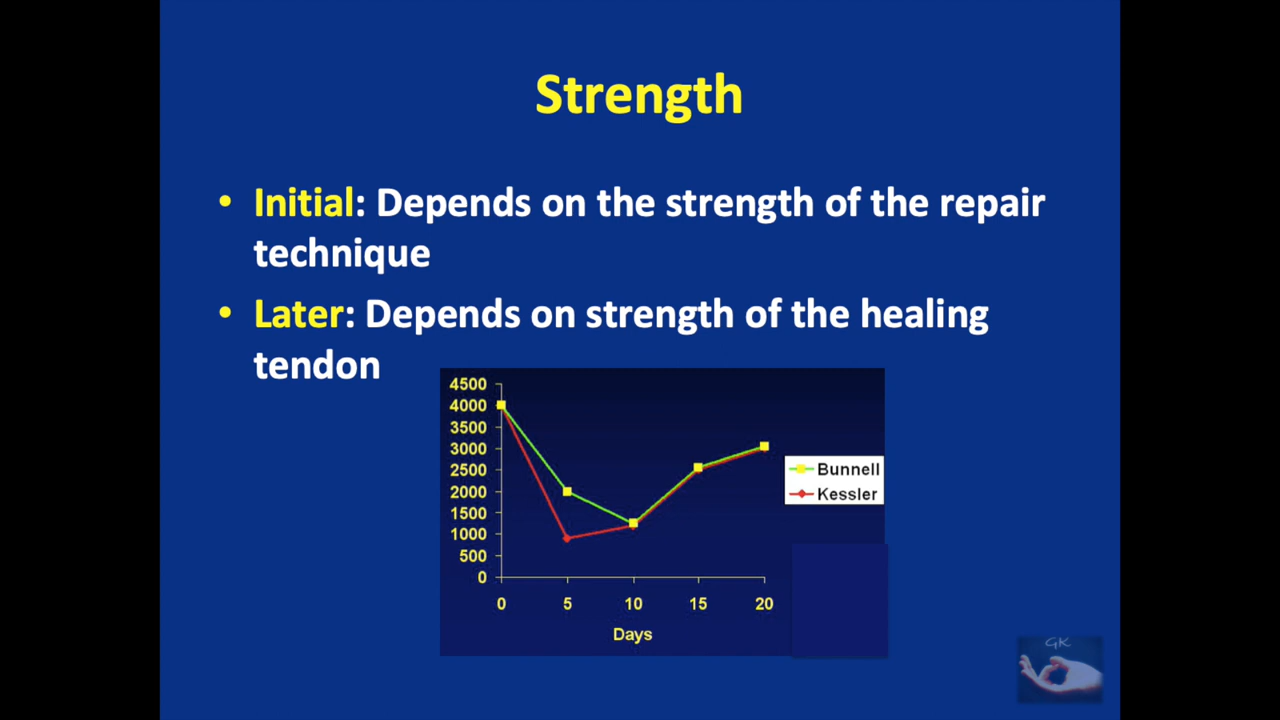 Strength
• Initial: Depends on the strength of the repair
technique
• Later: Depends on strength of the healing
tendon
4500
4000
3500
3000
2500
2000
1500
1000
500
0
0 5 10 15 20
Days
Bunnell
Kessler
GK